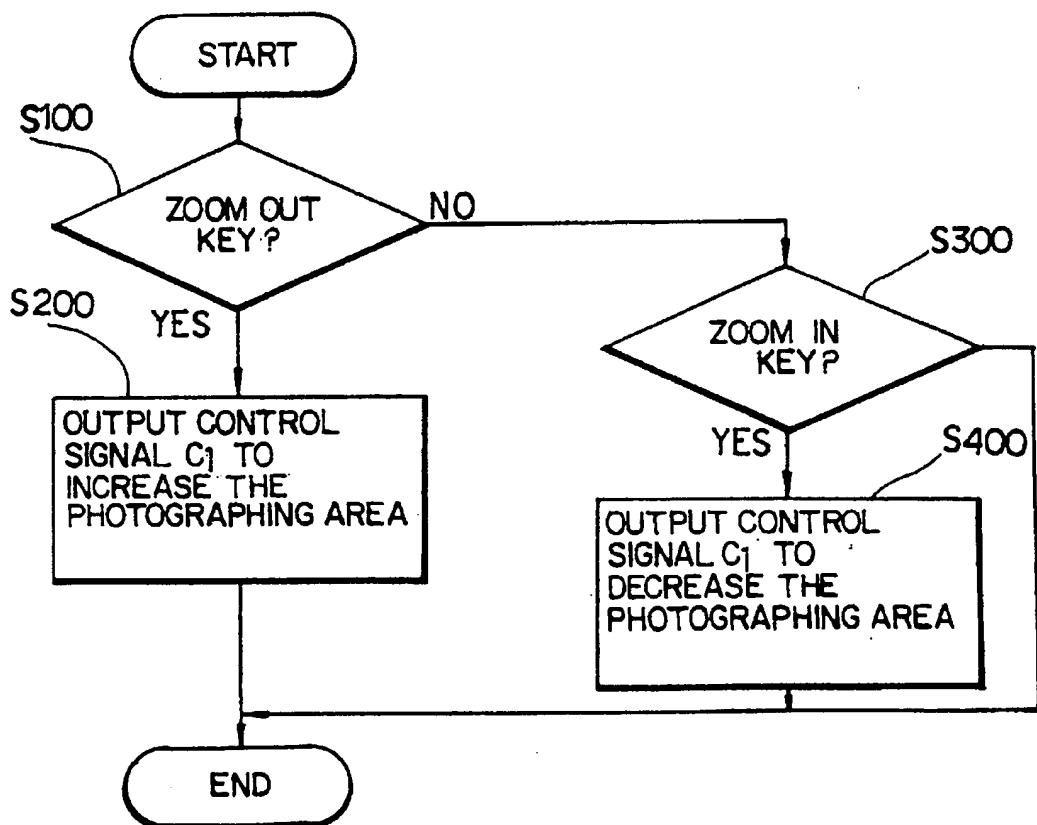 START
S100
ZOOM OUT
KEY?
NO
YES
S200
OUTPUT CONTROL
SIGNAL C1 TO
INCREASE THE
PHOTOGRAPHING AREA
S300
ZOOM IN
KEY?
YES
S400
OUTPUT CONTROL
SIGNAL C1 TO
DECREASE THE
PHOTOGRAPHING AREA
END